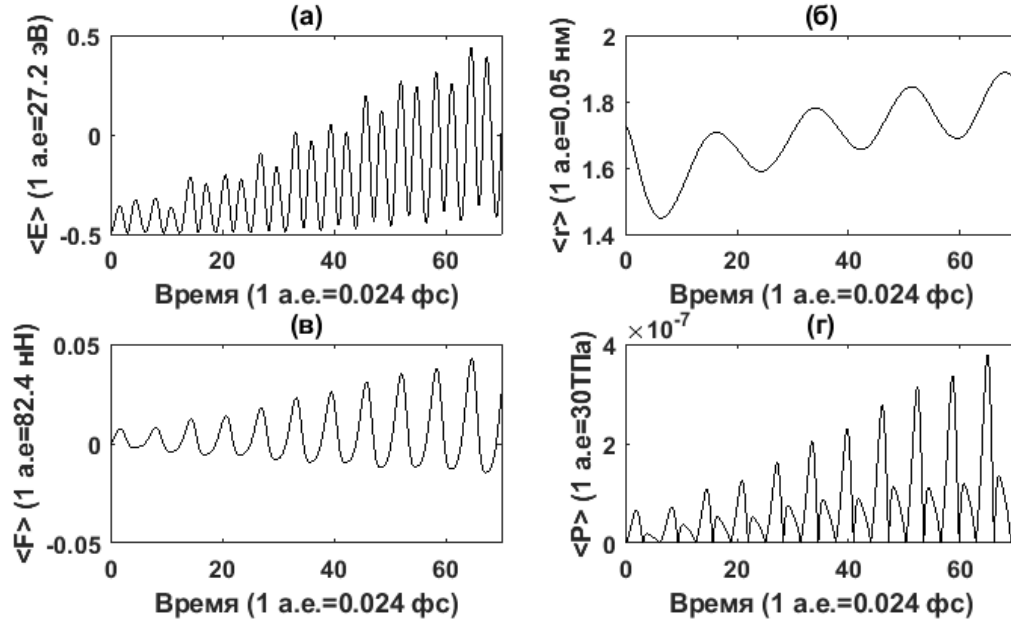 (а)
<E> (1 а.е=27.2 эВ)
0.5
0
-0.5
0
20
40
60
Время (1 а.е.=0.024 фс)
(б)
<r> (1 а.е=0.05 нм)
2
1.8
1.6
1.4
0
20
40
60
Время (1 а.е.=0.024 фс)
(в)
<F> (1 а.е=82.4 нН)
0.05
0
-0.05
0
20
40
60
Время (1 а.е.=0.024 фс)
(г)
×10⁻⁷
<P> (1 а.е=30ТПа)
4
2
0
0
20
40
60
Время (1 а.е.=0.024 фс)